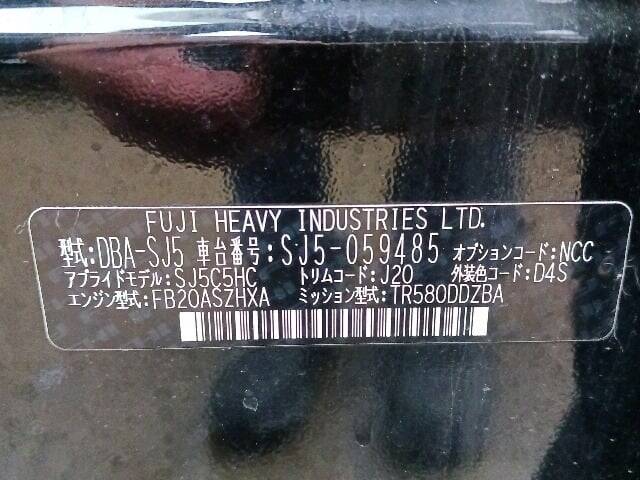 FUJI HEAVY INDUSTRIES LTD.
型式:DBA-SJ5 車台番号:SJ5-059485 オプションコード:NCC
アプライドモデル:SJ5C5HC トリムコード:J20 外装色コード:D4S
エンジン型式:FB20ASZHXA ミッション型式:TR580DDZBA